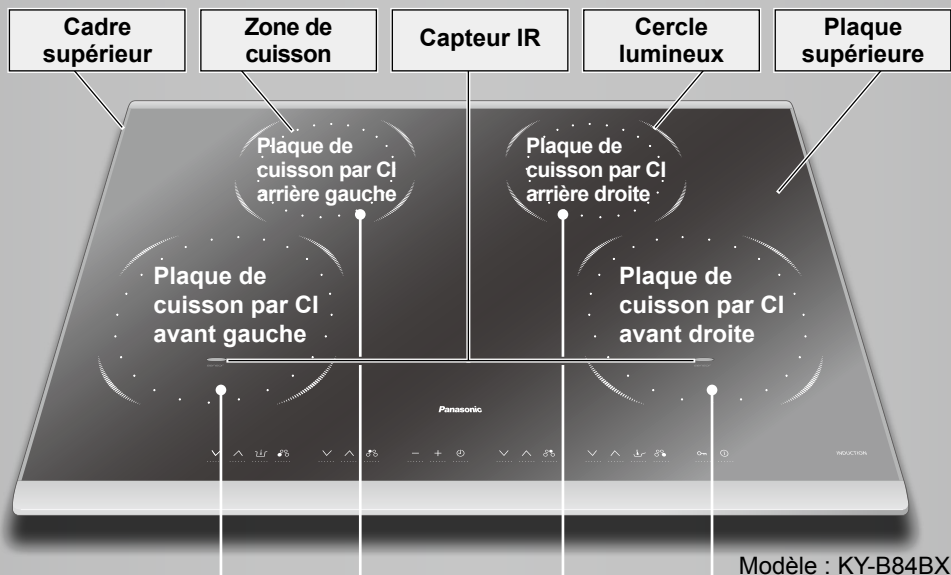 Cadre
supérieur
Zone de
cuisson
Capteur IR
Cercle
lumineux
Plaque
supérieure
Plaque de
cuisson par CI
arrière gauche
Plaque de
cuisson par CI
arrière droite
Plaque de
cuisson par CI
avant gauche
Plaque de
cuisson par CI
avant droite
Panasonic
INDUCTION
Modèle : KY-B84BX